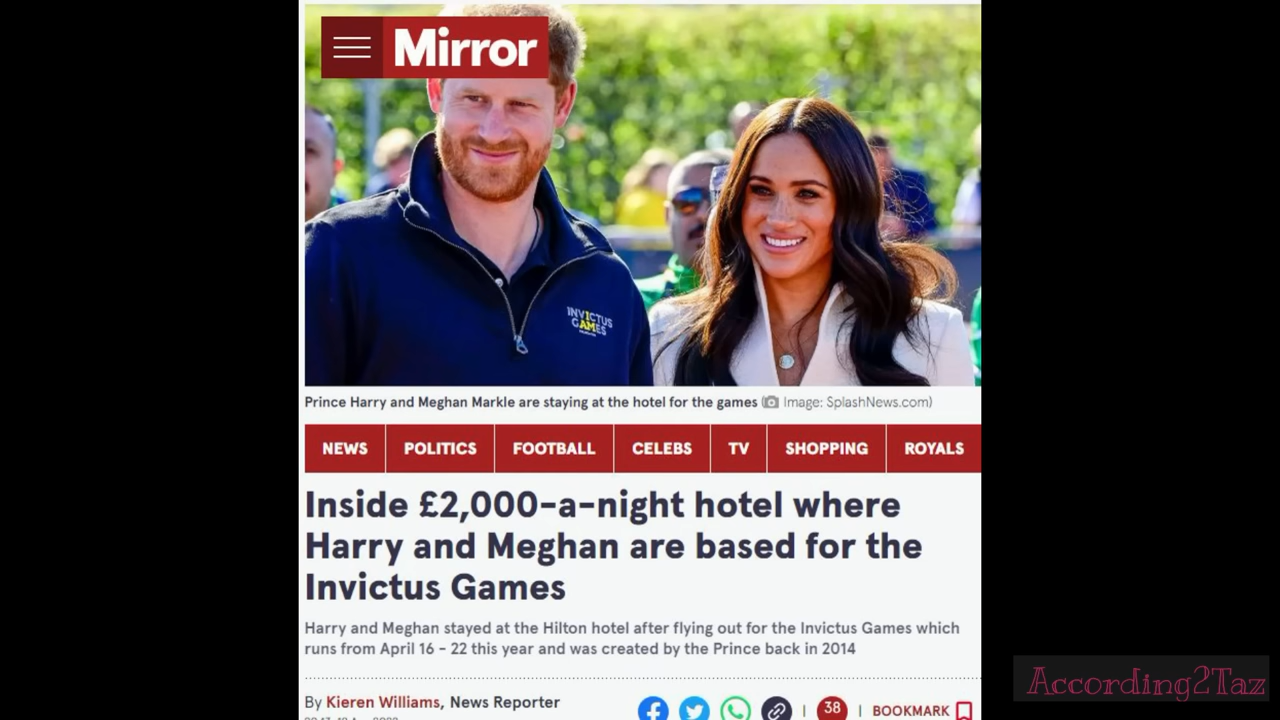 Mirror
INVICTUS
GAMES
Prince Harry and Meghan Markle are staying at the hotel for the games (Image: SplashNews.com)
NEWS POLITICS FOOTBALL CELEBS TV SHOPPING ROYALS
Inside £2,000-a-night hotel where
Harry and Meghan are based for the
Invictus Games
Harry and Meghan stayed at the Hilton hotel after flying out for the Invictus Games which
runs from April 16 - 22 this year and was created by the Prince back in 2014
By Kieren Williams, News Reporter
38 | BOOKMARK
According2Taz